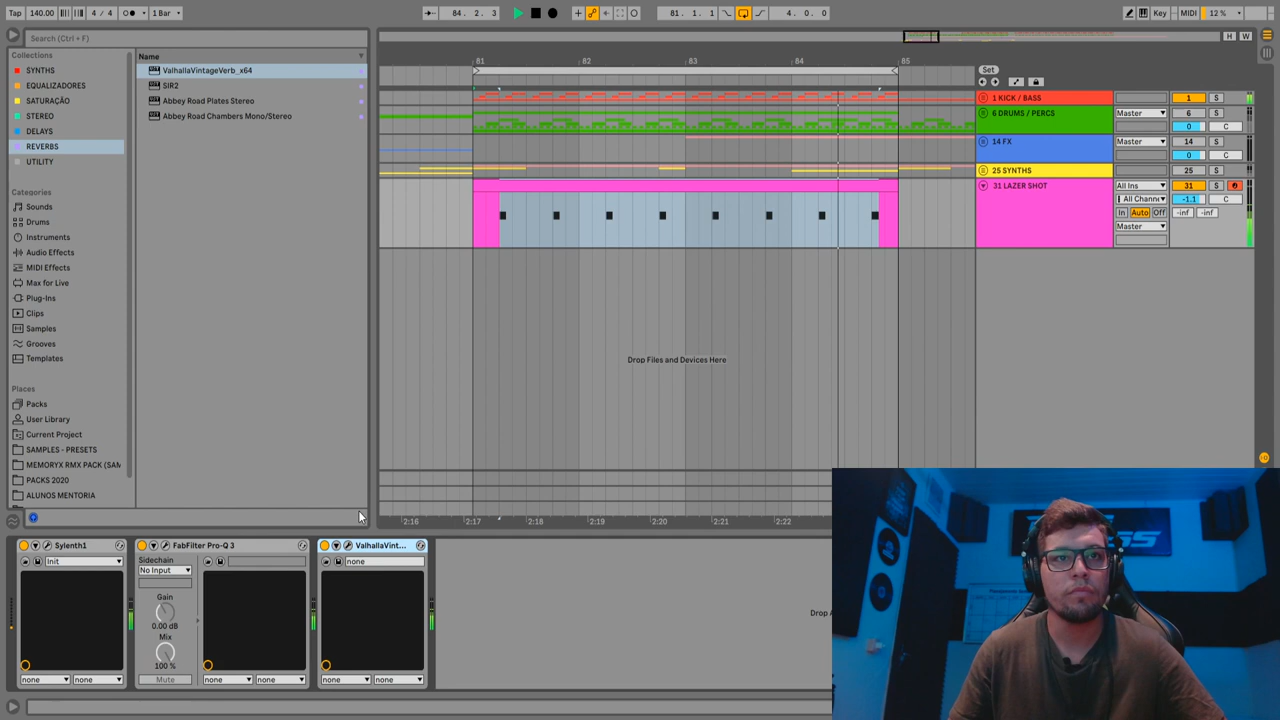 Tap 140.00 4 / 4 1 Bar 84. 2. 3 81. 1. 1 4. 0. 0 Key MIDI 12 %
Search (Ctrl + F) H W
Collections Name
SYNTHS ValhallaVintageVerb_x64
EQUALIZADORES SIR2
SATURAÇÃO Abbey Road Plates Stereo
STEREO Abbey Road Chambers Mono/Stereo
DELAYS
REVERBS
UTILITY
Categories
Sounds
Drums
Instruments
Audio Effects
MIDI Effects
Max for Live
Plug-Ins
Clips
Samples
Grooves
Templates
Places
Packs
User Library
Current Project
SAMPLES - PRESETS
MEMORYX RMX PACK (SAM
PACKS 2020
ALUNOS MENTORIA
81 82 83 84 85 Set
1 KICK / BASS 1 S
6 DRUMS / PERCS Master 6 S
0 C
14 FX Master 14 S
0 C
25 SYNTHS 25 S
31 LAZER SHOT All Ins 31 S
All Channe -1.1 C
In Auto Off -inf -inf
Master
Drop Files and Devices Here
2:16 2:17 2:18 2:19 2:20 2:21 2:22
Sylenth1 FabFilter Pro-Q 3 ValhallaVint...
Init Sidechain none
No Input
Gain
0.00 dB
Mix
100 %
none none Mute none none none none
Drop A